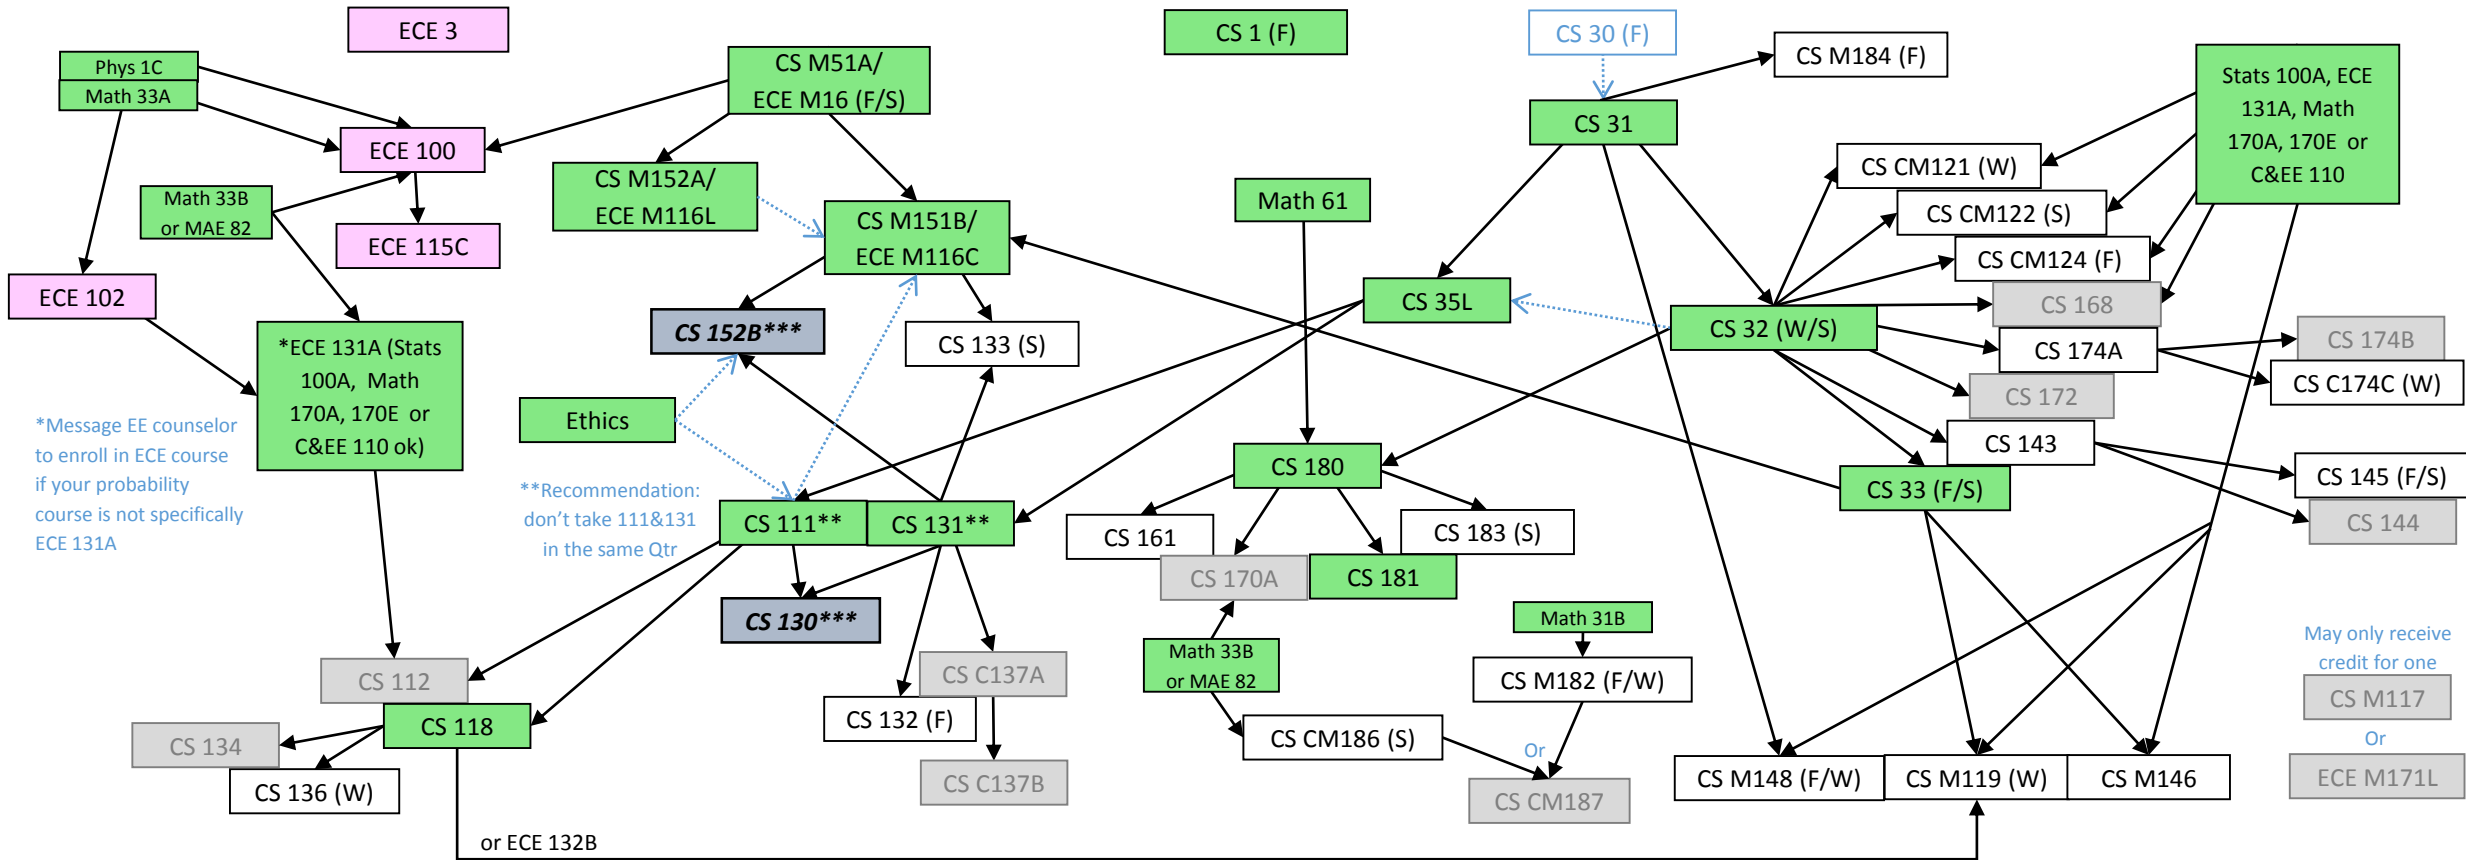 ECE 3
CS 1 (F)
CS 30 (F)
Phys 1C
Math 33A
CS M51A/
ECE M16 (F/S)
CS M184 (F)
Stats 100A, ECE
131A, Math
170A, 170E or
C&EE 110
CS 31
ECE 100
CS M152A/
ECE M116L
CS CM121 (W)
Math 33B
or MAE 82
Math 61
CS CM122 (S)
CS M151B/
ECE M116C
ECE 115C
CS CM124 (F)
ECE 102
CS 35L
CS 168
CS 152B***
CS 133 (S)
CS 32 (W/S)
CS 174A
CS 174B
*ECE 131A (Stats
100A, Math
170A, 170E or
C&EE 110 ok)
CS C174C (W)
CS 172
Ethics
*Message EE counselor
to enroll in ECE course
if your probability
course is not specifically
ECE 131A
CS 143
CS 180
CS 145 (F/S)
CS 33 (F/S)
**Recommendation:
don't take 111&131
in the same Qtr
CS 111**
CS 131**
CS 161
CS 183 (S)
CS 144
CS 170A
CS 181
CS 130***
Math 31B
Math 33B
or MAE 82
May only receive
credit for one
CS M117
Or
ECE M171L
CS 112
CS C137A
CS M182 (F/W)
CS 118
CS 132 (F)
CS 134
CS CM186 (S)
Or
CS 136 (W)
CS C137B
CS CM187
CS M148 (F/W)
CS M119 (W)
CS M146
or ECE 132B